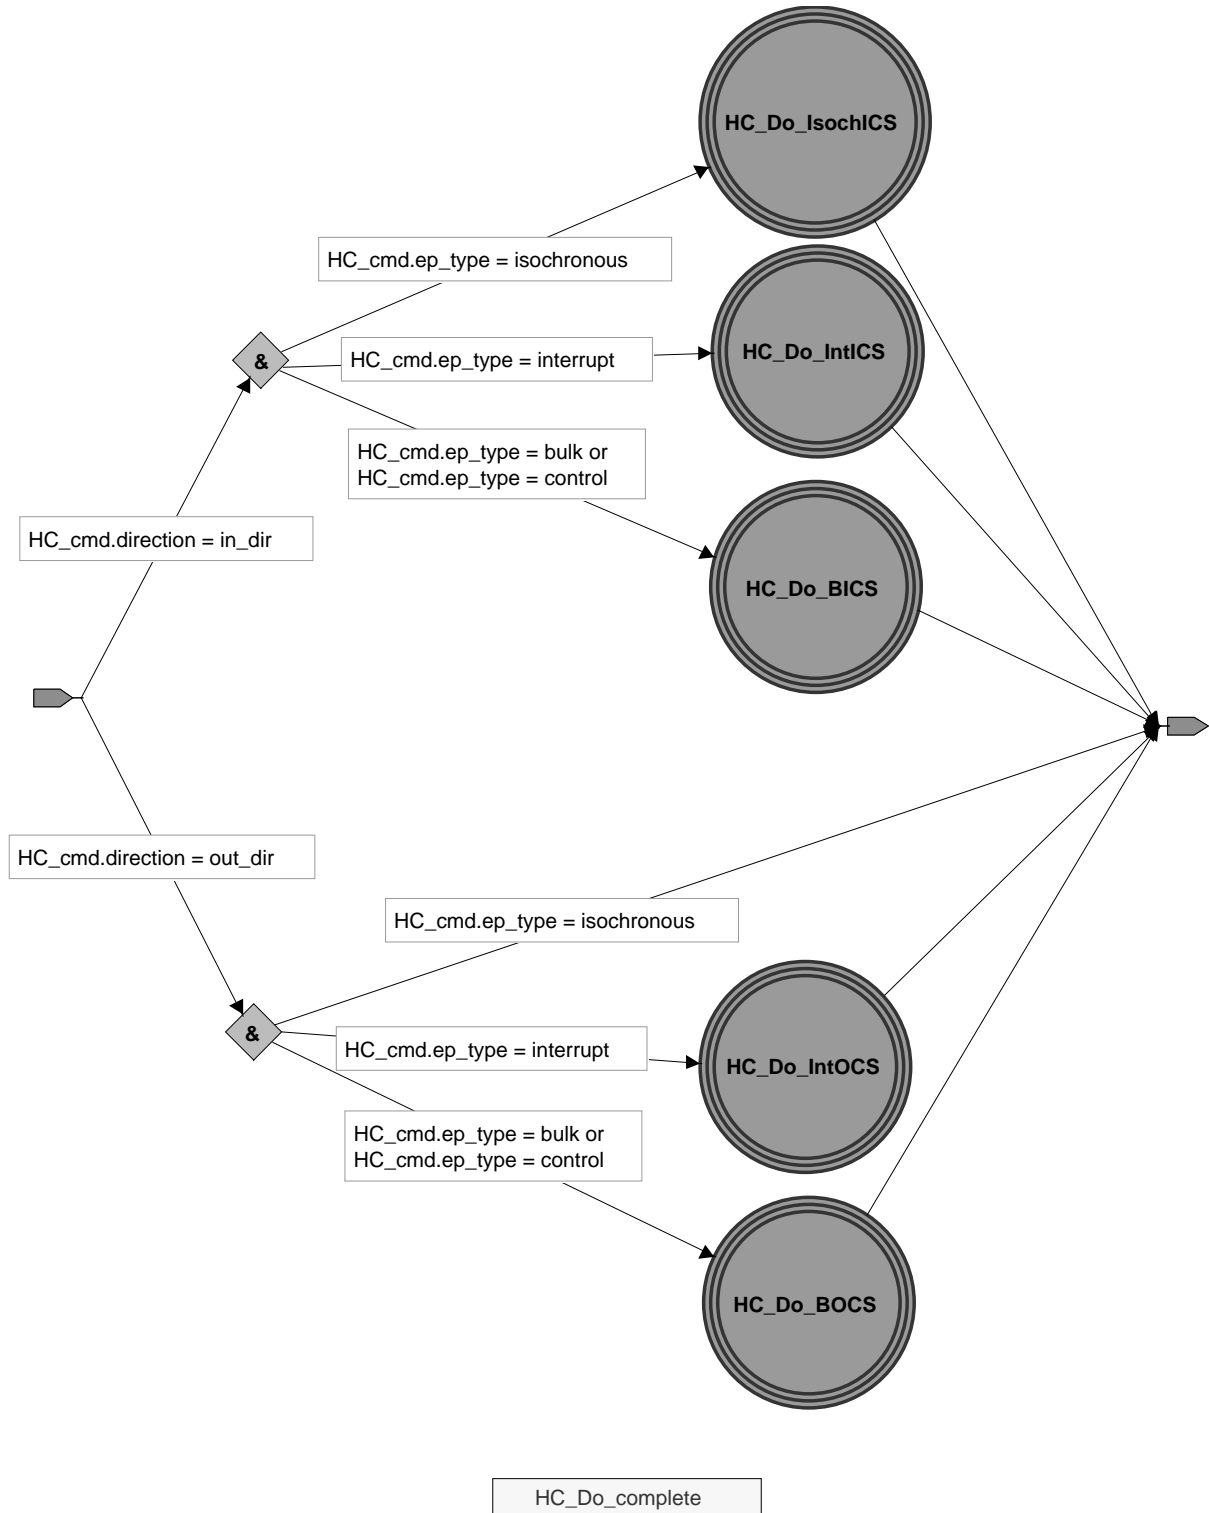 HC_Do_IsochICS
HC_cmd.ep_type = isochronous
&
HC_cmd.ep_type = interrupt
HC_Do_IntICS
HC_cmd.ep_type = bulk or
HC_cmd.ep_type = control
HC_cmd.direction = in_dir
HC_Do_BICS
HC_cmd.direction = out_dir
HC_cmd.ep_type = isochronous
&
HC_cmd.ep_type = interrupt
HC_Do_IntOCS
HC_cmd.ep_type = bulk or
HC_cmd.ep_type = control
HC_Do_BOCS
HC_Do_complete